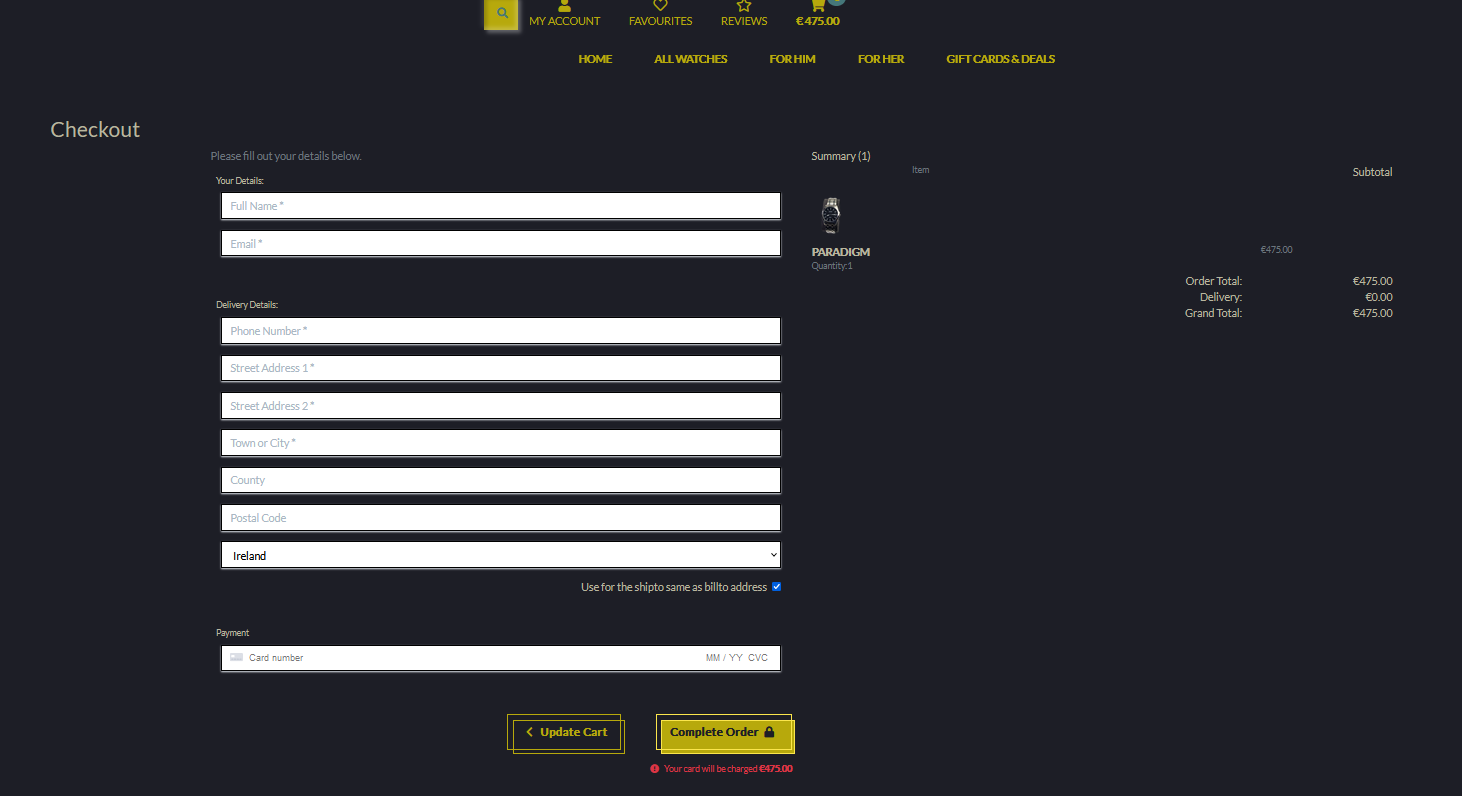 MY ACCOUNT FAVOURITES REVIEWS €475.00
HOME ALL WATCHES FOR HIM FOR HER GIFT CARDS & DEALS
Checkout
Please fill out your details below.
Your Details:
Full Name *
Email *
Delivery Details:
Phone Number *
Street Address 1 *
Street Address 2 *
Town or City *
County
Postal Code
Ireland
Use for the shipto same as billto address
Payment
Card number MM / YY CVC
Update Cart Complete Order
Your card will be charged €475.00
Summary (1)
Item
Subtotal
PARADIGM
€475.00
Quantity:1
Order Total: €475.00
Delivery: €0.00
Grand Total: €475.00